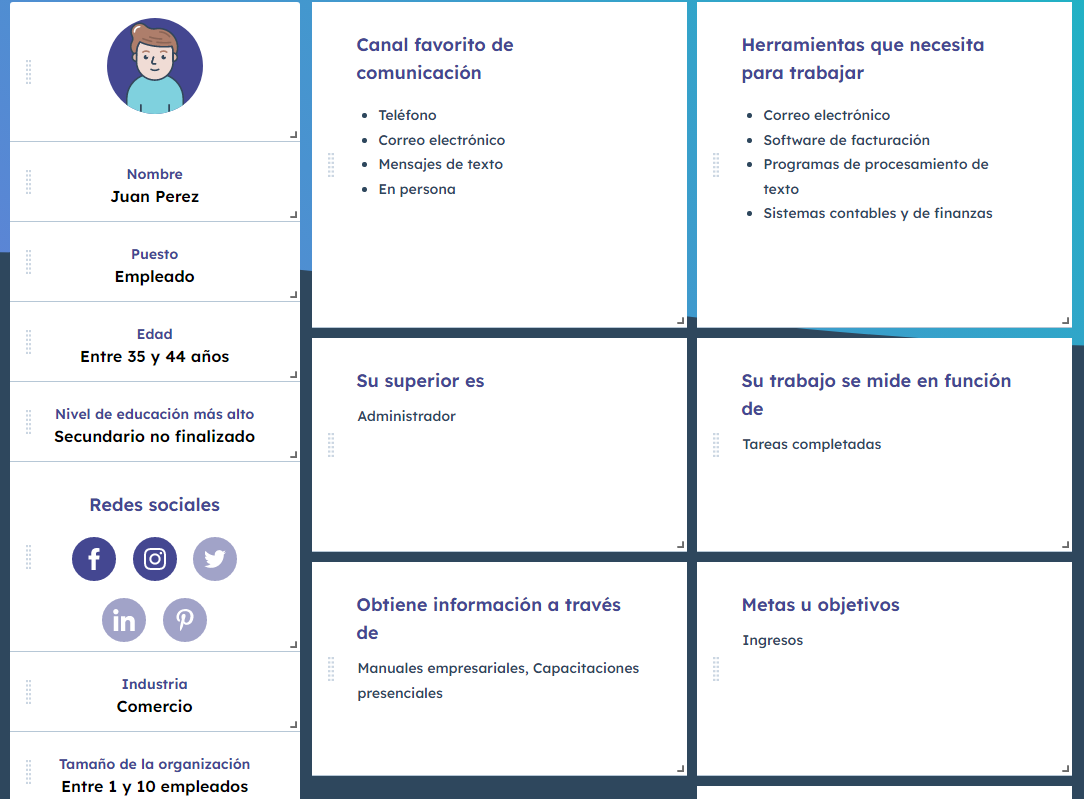 Nombre
Juan Perez
Puesto
Empleado
Edad
Entre 35 y 44 años
Nivel de educación más alto
Secundario no finalizado
Redes sociales
f
in
Industria
Comercio
Tamaño de la organización
Entre 1 y 10 empleados
Canal favorito de
comunicación
Teléfono
Correo electrónico
Mensajes de texto
En persona
Herramientas que necesita
para trabajar
Correo electrónico
Software de facturación
Programas de procesamiento de
texto
Sistemas contables y de finanzas
Su superior es
Administrador
Su trabajo se mide en función
de
Tareas completadas
Obtiene información a través
de
Manuales empresariales, Capacitaciones
presenciales
Metas u objetivos
Ingresos